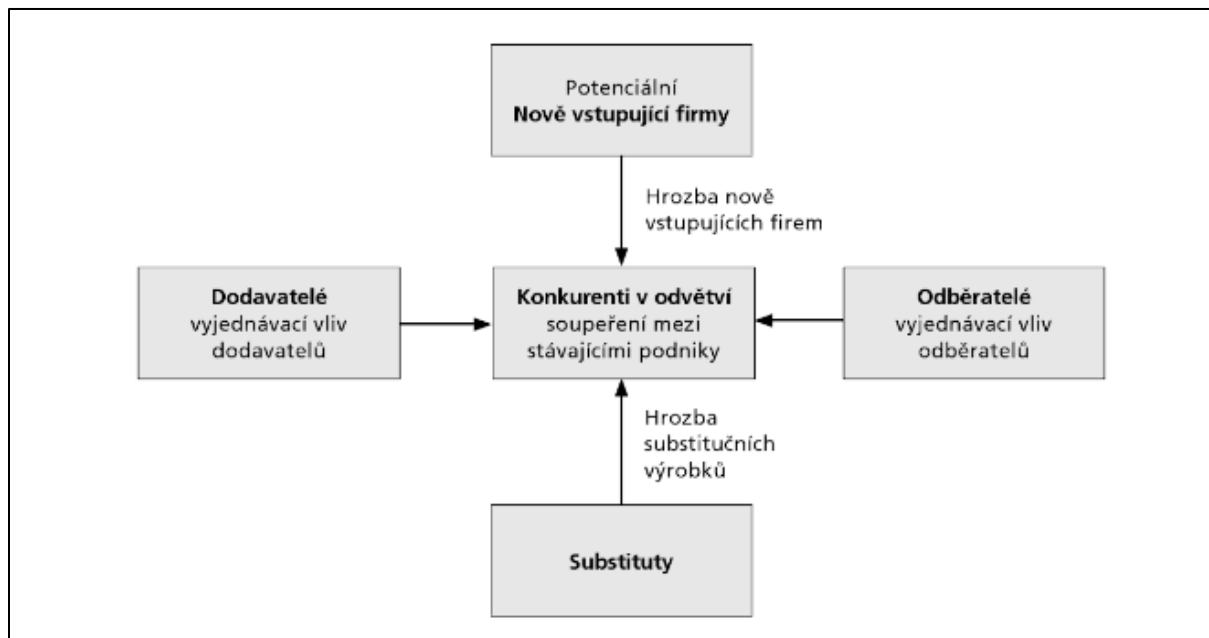 Potenciální
Nově vstupující firmy
Hrozba nově
vstupujících firem
Dodavatelé
vyjednávací vliv
dodavatelů
Konkurenti v odvětví
soupeření mezi
stávajícími podniky
Odběratelé
vyjednávací vliv
odběratelů
Hrozba
substitučních
výrobků
Substituty